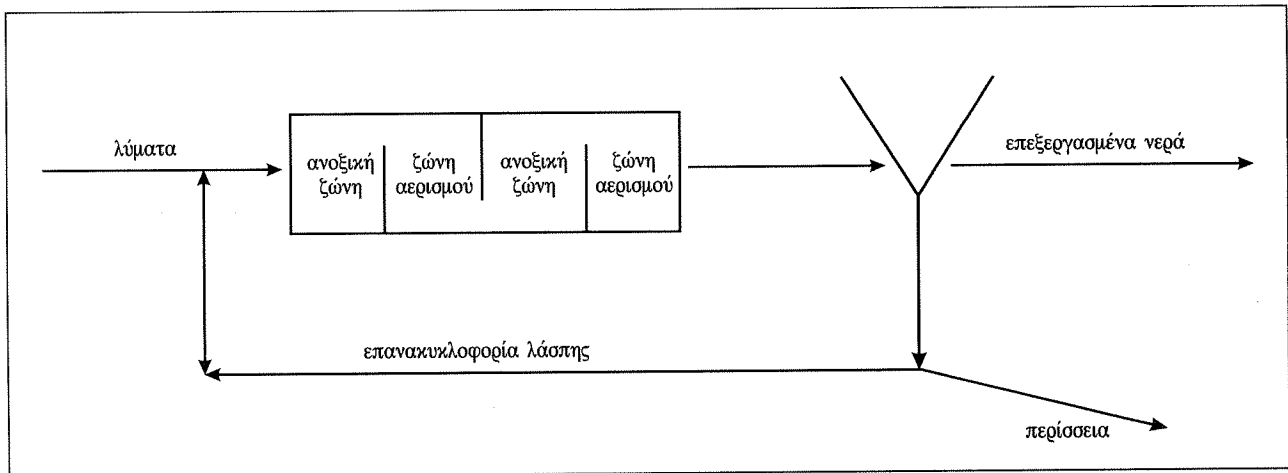 λύματα
ανοξική
ζώνη
ζώνη
αερισμού
ανοξική
ζώνη
ζώνη
αερισμού
επεξεργασμένα νερά
επανακυκλοφορία λάσπης
περίσσεια